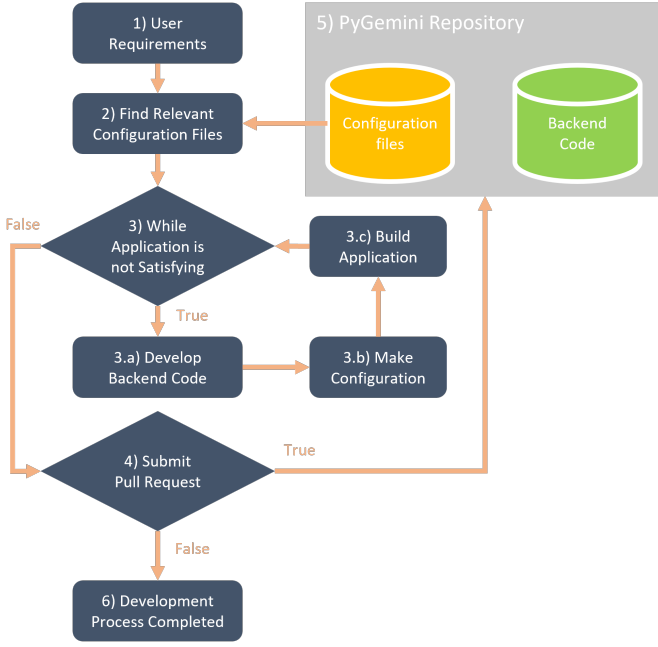 1) User
Requirements
5) PyGemini Repository
2) Find Relevant
Configuration Files
Configuration
files
Backend
Code
False
3) While
Application is
not Satisfying
3.c) Build
Application
True
3.a) Develop
Backend Code
3.b) Make
Configuration
4) Submit
Pull Request
True
False
6) Development
Process Completed